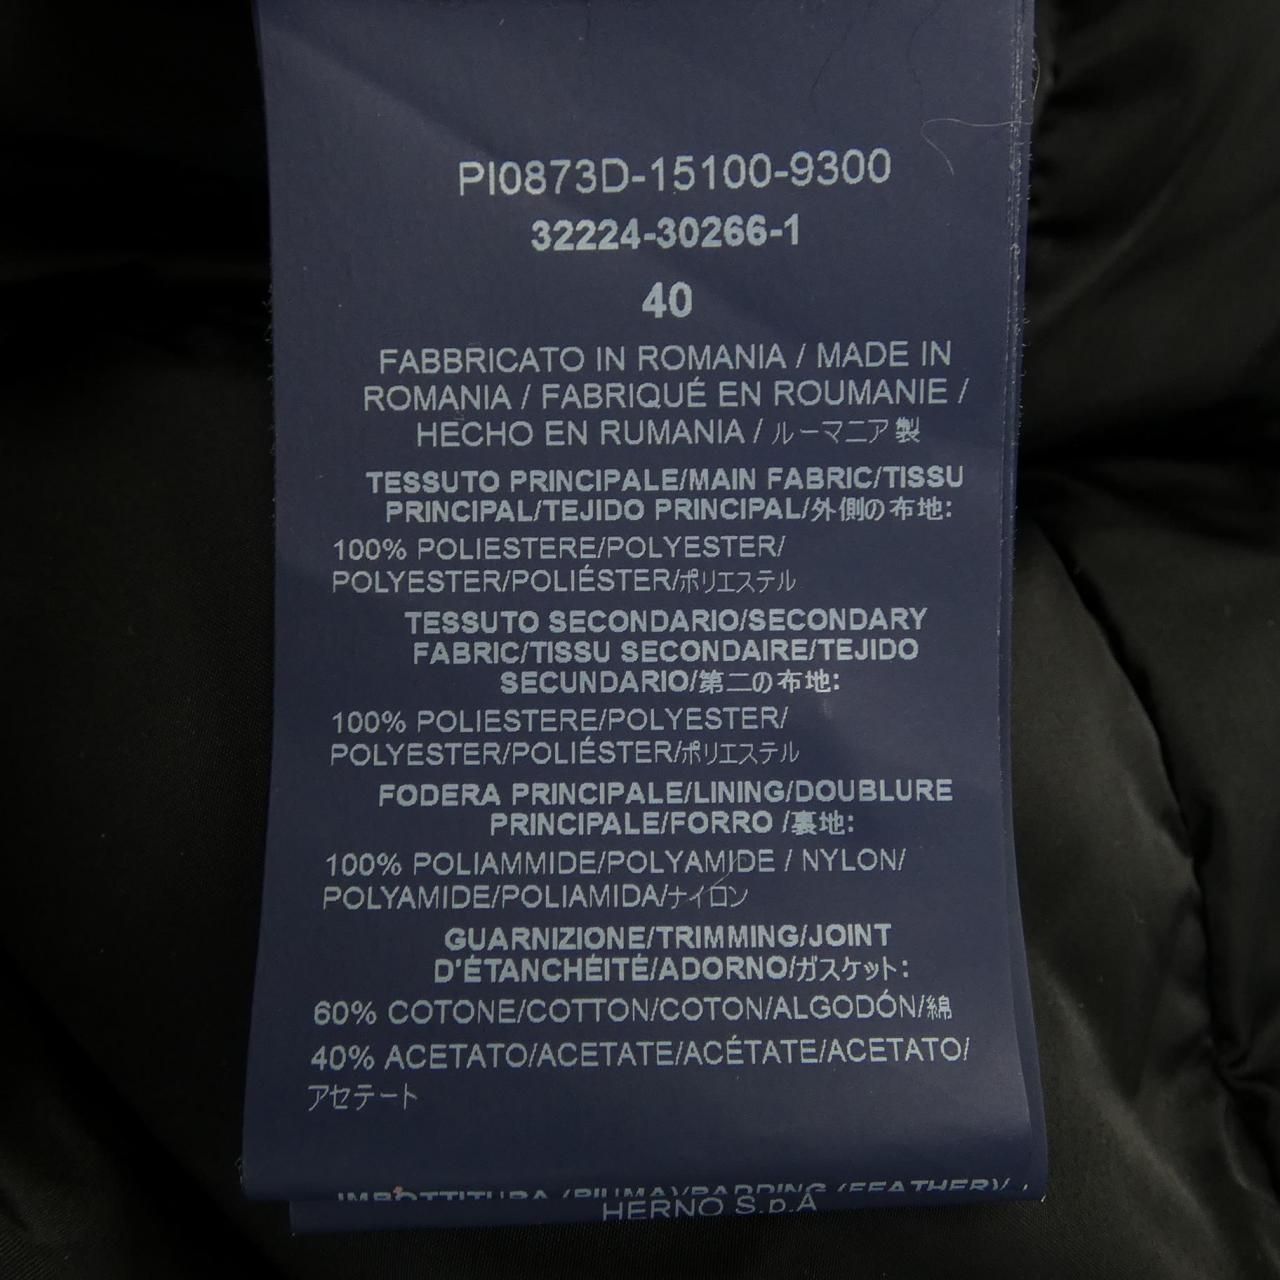 PI0873D-15100-9300
32224-30266-1
40
FABBRICATO IN ROMANIA / MADE IN
ROMANIA / FABRIQUÉ EN ROUMANIE /
HECHO EN RUMANIA / ルーマニア製
TESSUTO PRINCIPALE/MAIN FABRIC/TISSU
PRINCIPAL/TEJIDO PRINCIPAL/外側の布地:
100% POLIESTERE/POLYESTER/
POLYESTER/POLIÉSTER/ポリエステル
TESSUTO SECONDARIO/SECONDARY
FABRIC/TISSU SECONDAIRE/TEJIDO
SECUNDARIO/第二の布地:
100% POLIESTERE/POLYESTER/
POLYESTER/POLIÉSTER/ポリエステル
FODERA PRINCIPALE/LINING/DOUBLURE
PRINCIPALE/FORRO /裏地:
100% POLIAMMIDE/POLYAMIDE / NYLON/
POLYAMIDE/POLIAMIDA/ナイロン
GUARNIZIONE/TRIMMING/JOINT
D'ÉTANCHÉITÉ/ADORNO/ガスケット:
60% COTONE/COTTON/COTON/ALGODÓN/綿
40% ACETATO/ACETATE/ACÉTATE/ACETATO/
アセテート
IMBOTTITURA (PIUMA)/PADDING (FEATHER) /
HERNO S.p.A